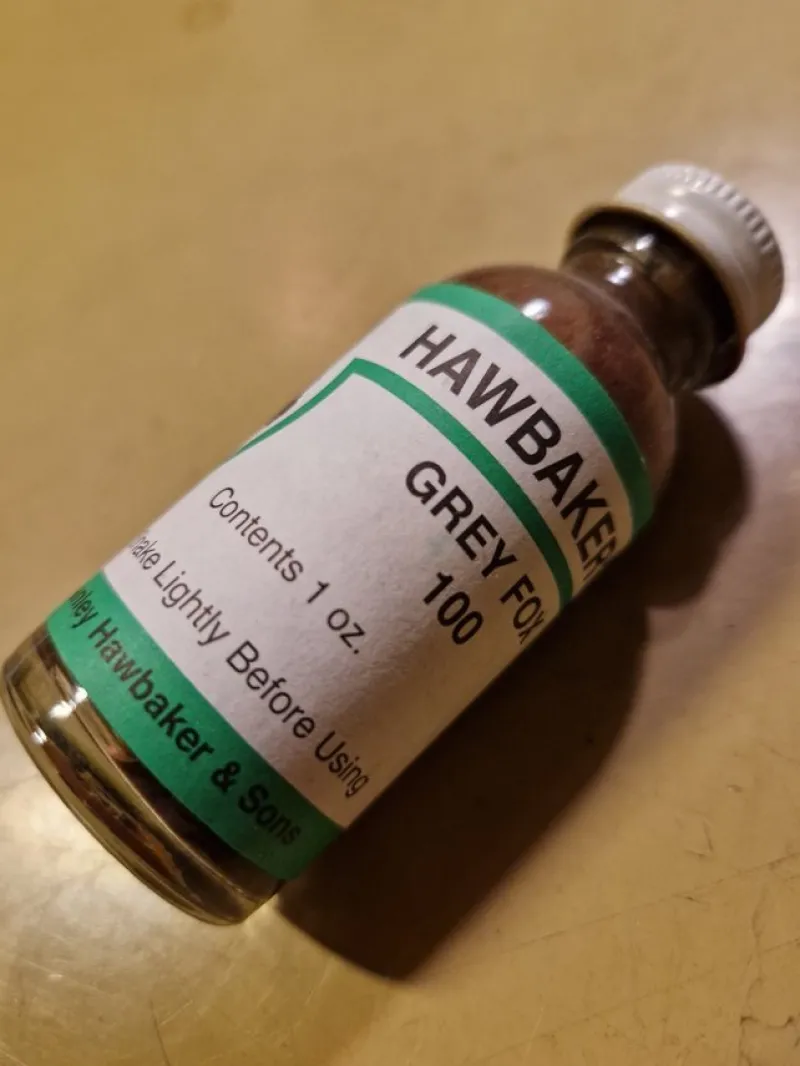 HAWBAKER
GREY FOX
100
Contents 1 oz.
Lightly Before Using
Hawbaker & Sons